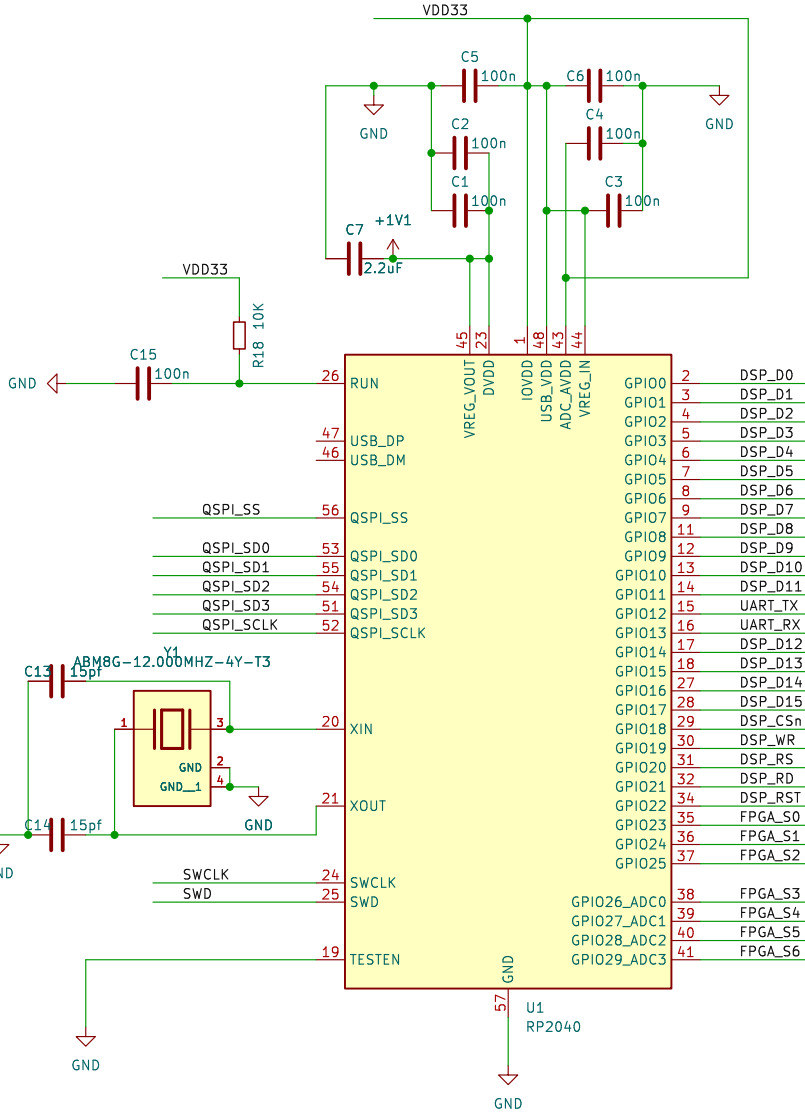 VDD33
C5
100n
C6
100n
GND
GND
C4
100n
C2
100n
C1
100n
C3
100n
+1V1
C7
2.2uF
VDD33
R18 10K
C15
100n
GND
45
23
1
48
43
44
VREG_VOUT
DVDD
IOVDD
USB_VDD
ADC_AVDD
VREG_IN
26 RUN
47 USB_DP
46 USB_DM
QSPI_SS 56 QSPI_SS
QSPI_SD0 53 QSPI_SD0
QSPI_SD1 55 QSPI_SD1
QSPI_SD2 54 QSPI_SD2
QSPI_SD3 51 QSPI_SD3
QSPI_SCLK 52 QSPI_SCLK
Y1
ABM8G-12.000MHZ-4Y-T3
C13 15pf
1
3
GND 2
GND__1 4
GND
20 XIN
21 XOUT
C14 15pf
ND
SWCLK 24 SWCLK
SWD 25 SWD
19 TESTEN
GND
GPIO0 2 DSP_D0
GPIO1 3 DSP_D1
GPIO2 4 DSP_D2
GPIO3 5 DSP_D3
GPIO4 6 DSP_D4
GPIO5 7 DSP_D5
GPIO6 8 DSP_D6
GPIO7 9 DSP_D7
GPIO8 11 DSP_D8
GPIO9 12 DSP_D9
GPIO10 13 DSP_D10
GPIO11 14 DSP_D11
GPIO12 15 UART_TX
GPIO13 16 UART_RX
GPIO14 17 DSP_D12
GPIO15 18 DSP_D13
GPIO16 27 DSP_D14
GPIO17 28 DSP_D15
GPIO18 29 DSP_CSn
GPIO19 30 DSP_WR
GPIO20 31 DSP_RS
GPIO21 32 DSP_RD
GPIO22 34 DSP_RST
GPIO23 35 FPGA_S0
GPIO24 36 FPGA_S1
GPIO25 37 FPGA_S2
GPIO26_ADC0 38 FPGA_S3
GPIO27_ADC1 39 FPGA_S4
GPIO28_ADC2 40 FPGA_S5
GPIO29_ADC3 41 FPGA_S6
GND
57
U1
RP2040
GND